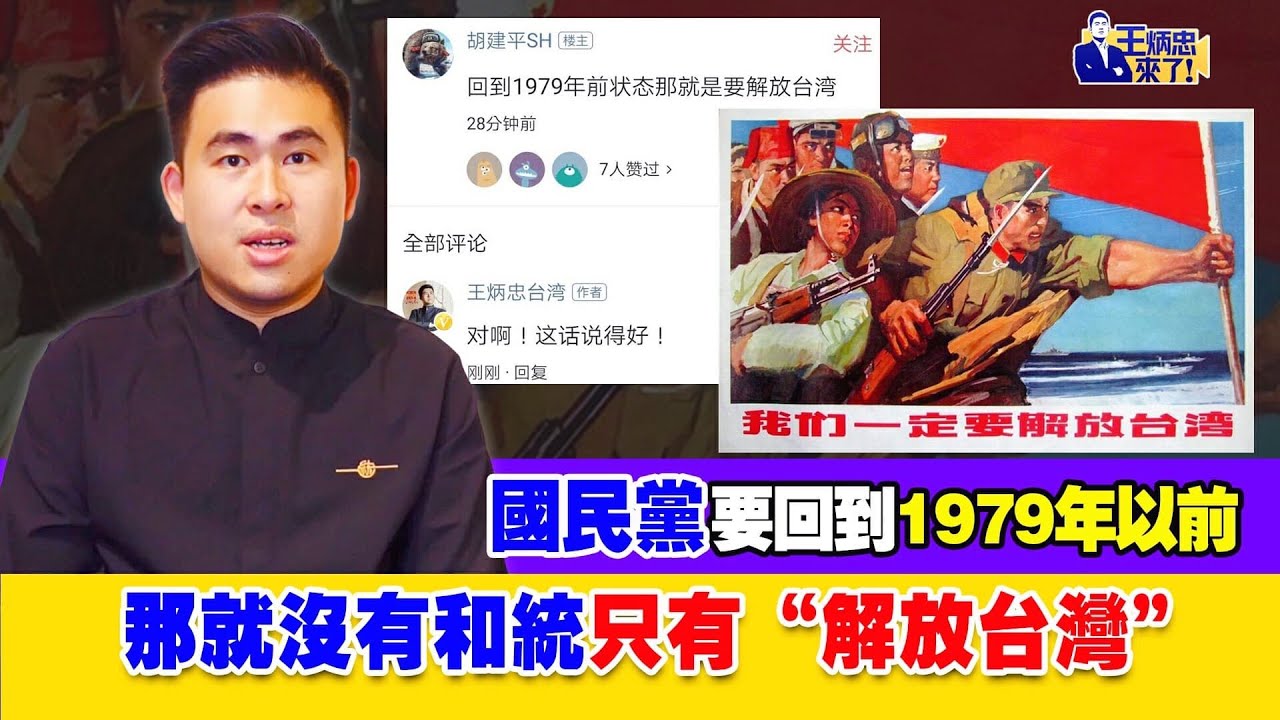 胡建平SH 楼主
关注
回到1979年前状态那就是要解放台湾
28分钟前
7人赞过 >
全部评论
王炳忠台湾 作者
对啊！这话说得好！
刚刚 · 回复
王炳忠
來了!
我们一定要解放台湾
國民黨要回到1979年以前
那就沒有和統只有“解放台灣”